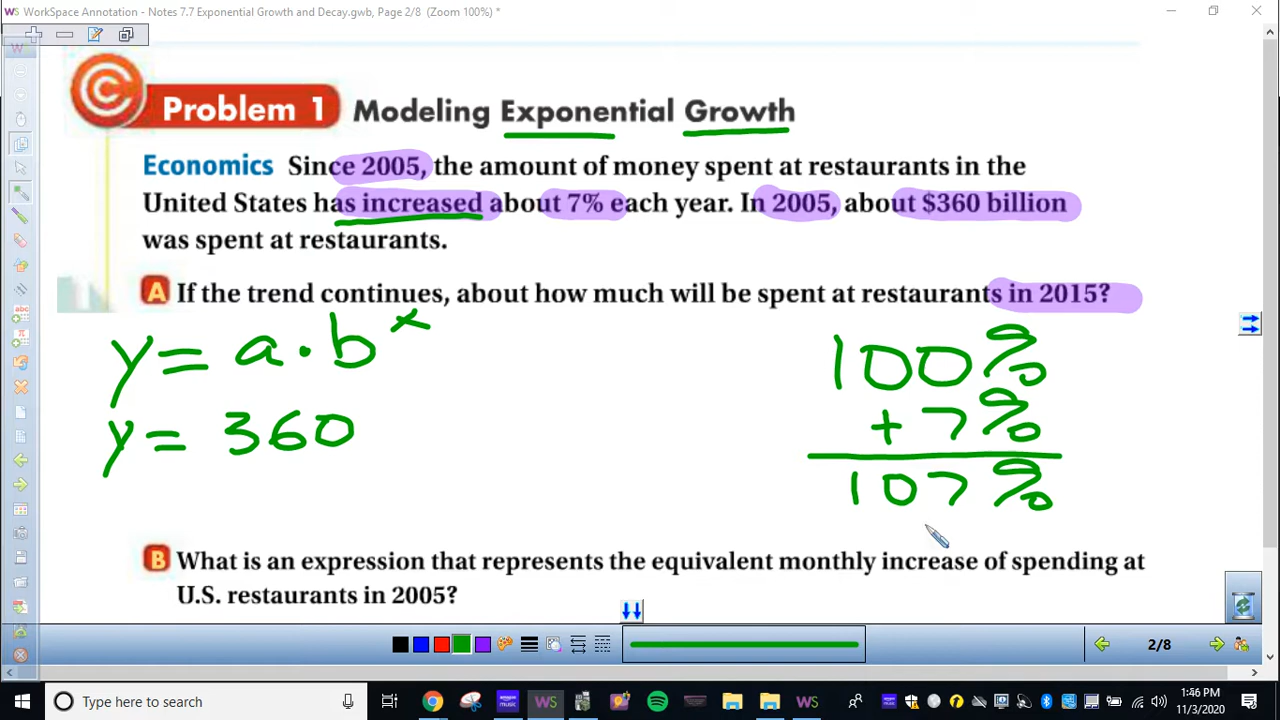 WorkSpace Annotation - Notes 7.7 Exponential Growth and Decay.gwb, Page 2/8 (Zoom 100%) *
Problem 1 Modeling Exponential Growth
Economics Since 2005, the amount of money spent at restaurants in the
United States has increased about 7% each year. In 2005, about $360 billion
was spent at restaurants.
A If the trend continues, about how much will be spent at restaurants in 2015?
y = a · b^x
y = 360
100%
+ 7%
107%
B What is an expression that represents the equivalent monthly increase of spending at
U.S. restaurants in 2005?
2/8
Type here to search
1:46 PM
11/3/2020